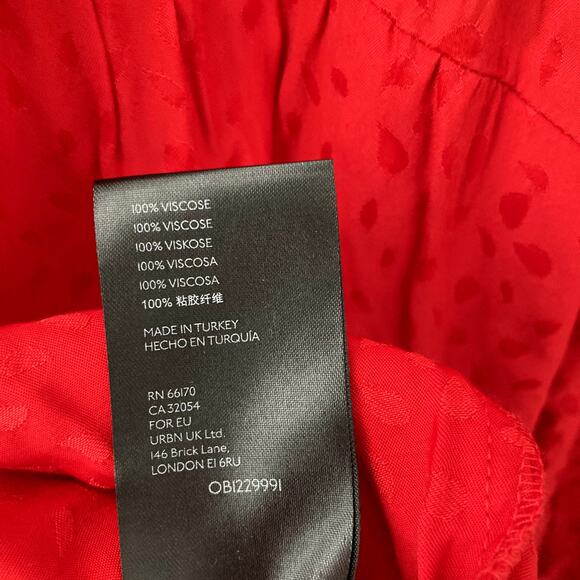 100% VISCOSE
100% VISCOSE
100% VISKOSE
100% VISCOSA
100% VISCOSA
100% 粘胶纤维
MADE IN TURKEY
HECHO EN TURQUÍA
RN 66170
CA 32054
FOR EU
URBN UK Ltd.
146 Brick Lane,
LONDON E1 6RU
OB1229991